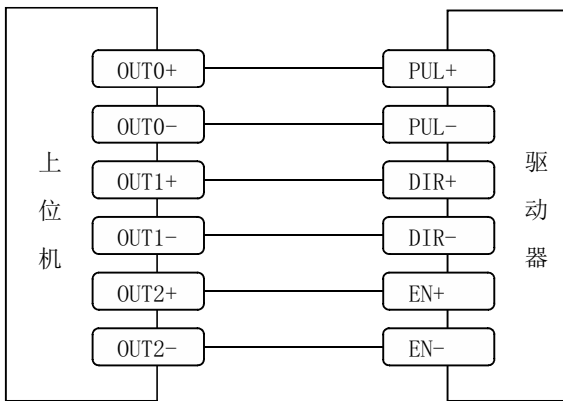 上位机
OUT0+
OUT0-
OUT1+
OUT1-
OUT2+
OUT2-
PUL+
PUL-
DIR+
DIR-
EN+
EN-
驱动器